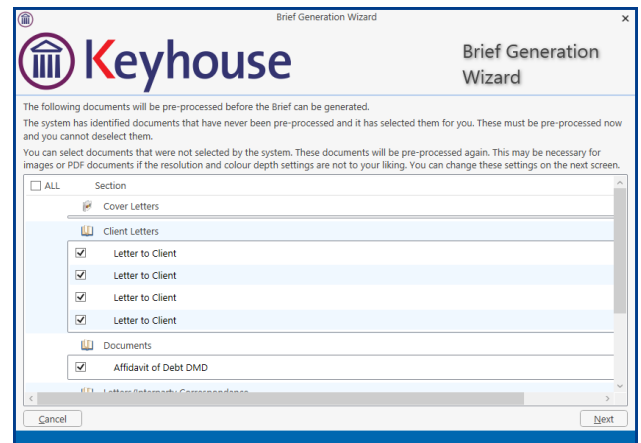 Brief Generation Wizard
Keyhouse
Brief Generation
Wizard
The following documents will be pre-processed before the Brief can be generated.
The system has identified documents that have never been pre-processed and it has selected them for you. These must be pre-processed now
and you cannot deselect them.
You can select documents that were not selected by the system. These documents will be pre-processed again. This may be necessary for
images or PDF documents if the resolution and colour depth settings are not to your liking. You can change these settings on the next screen.
ALL Section
Cover Letters
Client Letters
Letter to Client
Letter to Client
Letter to Client
Letter to Client
Documents
Affidavit of Debt DMD
Letters/Interparty Correspondence
Cancel Next